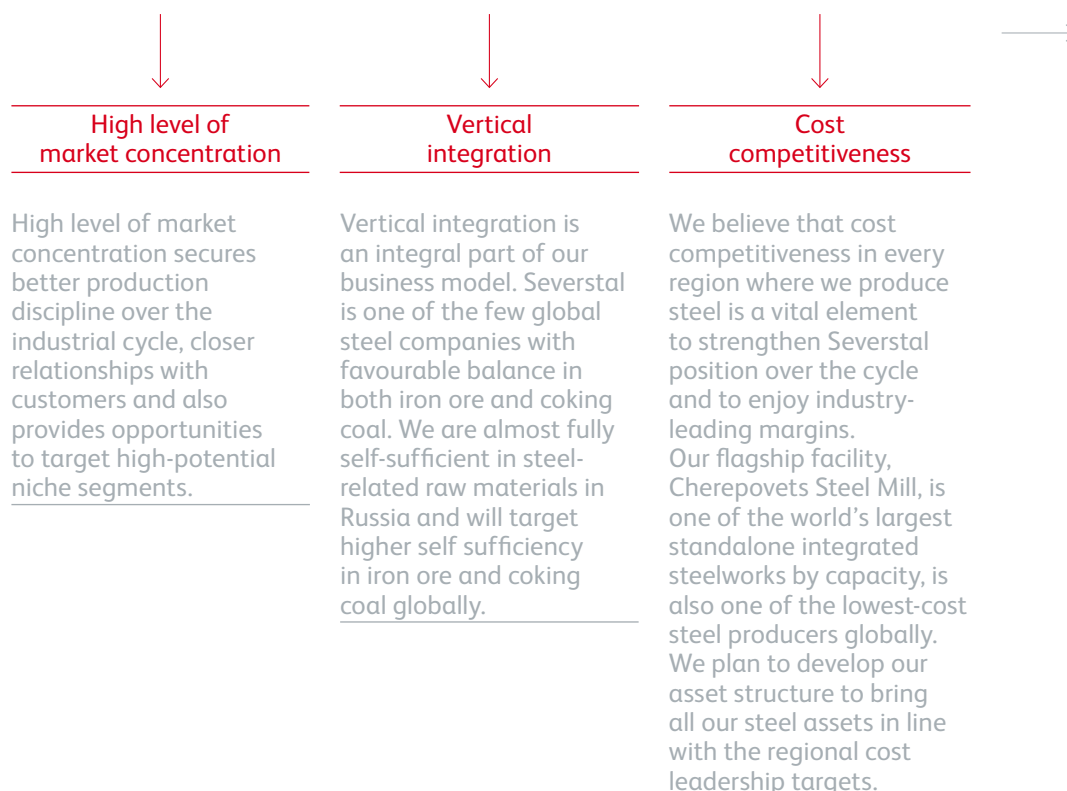 High level of
market concentration
High level of market
concentration secures
better production
discipline over the
industrial cycle, closer
relationships with
customers and also
provides opportunities
to target high-potential
niche segments.
Vertical
integration
Vertical integration is
an integral part of our
business model. Severstal
is one of the few global
steel companies with
favourable balance in
both iron ore and coking
coal. We are almost fully
self-sufficient in steel-
related raw materials in
Russia and will target
higher self sufficiency
in iron ore and coking
coal globally.
Cost
competitiveness
We believe that cost
competitiveness in every
region where we produce
steel is a vital element
to strengthen Severstal
position over the cycle
and to enjoy industry-
leading margins.
Our flagship facility,
Cherepovets Steel Mill, is
one of the world’s largest
standalone integrated
steelworks by capacity, is
also one of the lowest-cost
steel producers globally.
We plan to develop our
asset structure to bring
all our steel assets in line
with the regional cost
leadership targets.